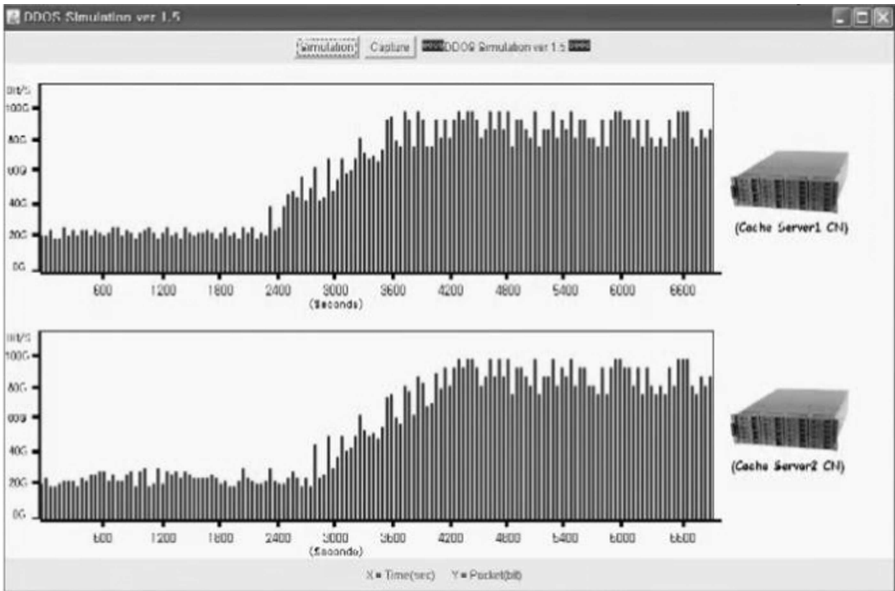 DDOS Simulation ver 1.5
Simulation Capture DDOS Simulation ver 1.5
Bit/S
100G
80G
60G
40G
20G
0G
600 1200 1800 2400 3000 3600 4200 4800 5400 6000 6600
(Seconds)
(Cache Server1 CN)
Bit/S
100G
80G
60G
40G
20G
0G
600 1200 1800 2400 3000 3600 4200 4800 5400 6000 6600
(Seconds)
(Cache Server2 CN)
X = Time(sec) Y = Packet(bit)